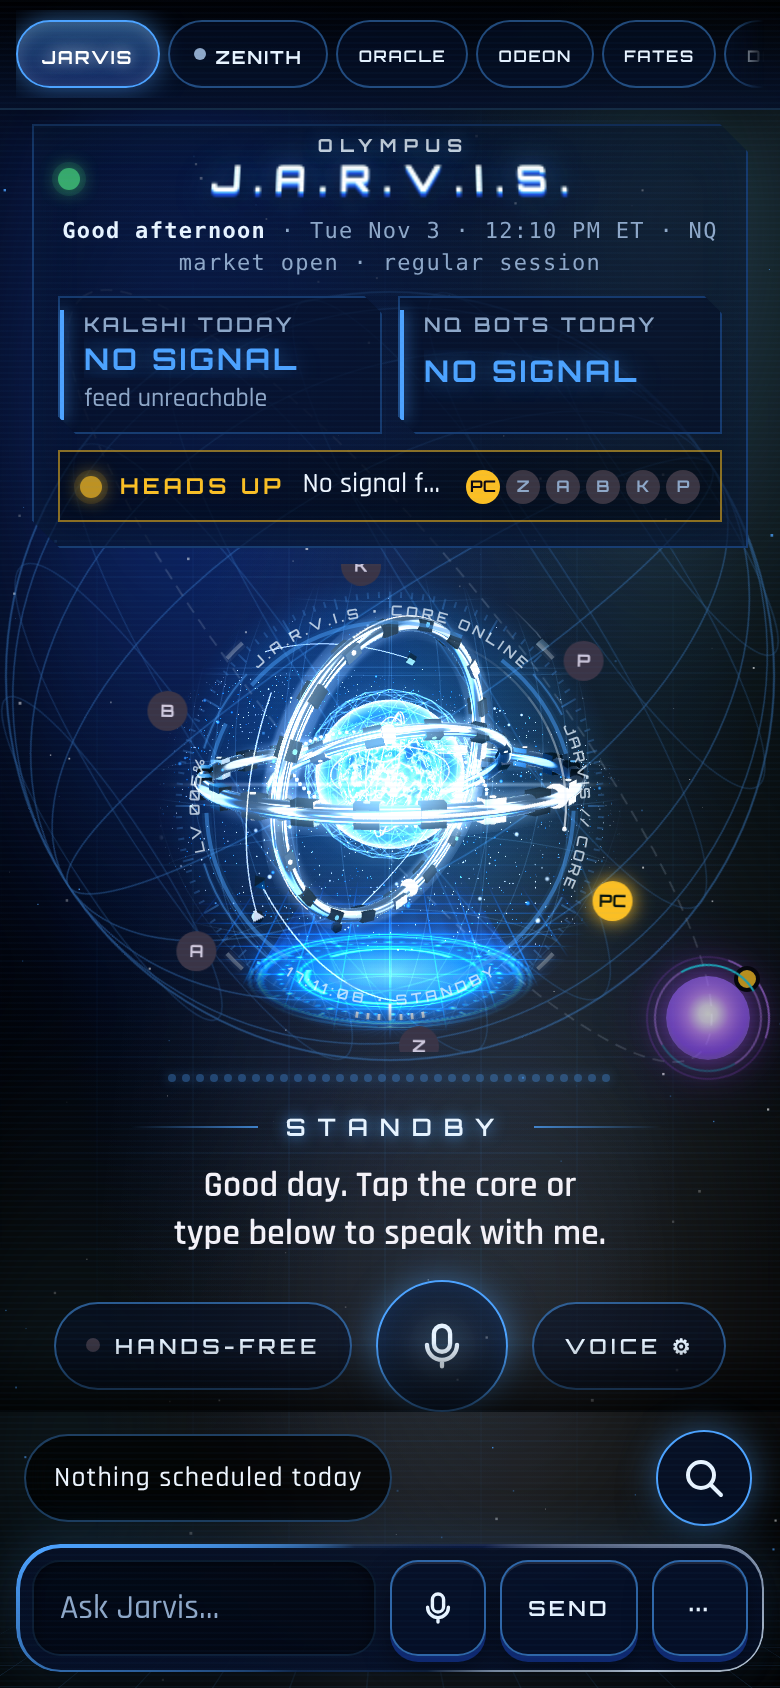 JARVIS
ZENITH
ORACLE
ODEON
FATES
OLYMPUS
J.A.R.V.I.S.
Good afternoon · Tue Nov 3 · 12:10 PM ET · NQ
market open · regular session
KALSHI TODAY
NO SIGNAL
feed unreachable
NQ BOTS TODAY
NO SIGNAL
HEADS UP No signal f... PC Z A B K P
K
J.A.R.V.I.S · CORE ONLINE
P
B
JARVIS // CORE
PC
A
STANDBY
Z
STANDBY
Good day. Tap the core or
type below to speak with me.
HANDS-FREE
VOICE ⚙
Nothing scheduled today
Ask Jarvis...
SEND
...